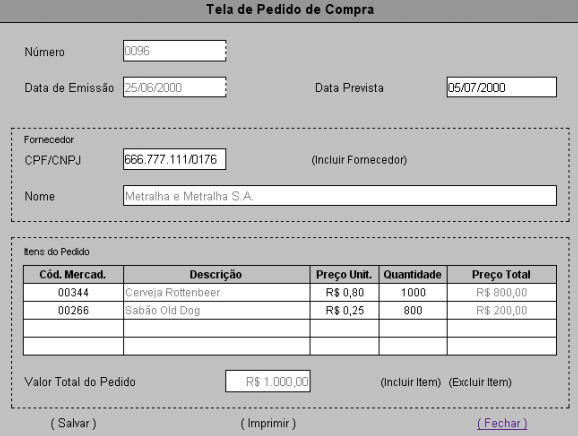 Tela de Pedido de Compra
Número 0096
Data de Emissão 25/06/2000 Data Prevista 05/07/2000
Fornecedor
CPF/CNPJ 666.777.111/0176 (Incluir Fornecedor)
Nome Metralha e Metralha S.A.
Itens do Pedido
Cód. Mercad. Descrição Preço Unit. Quantidade Preço Total
00344 Cerveja Rottenbeer R$ 0,80 1000 R$ 800,00
00266 Sabão Old Dog R$ 0,25 800 R$ 200,00
Valor Total do Pedido R$ 1.000,00 (Incluir Item) (Excluir Item)
( Salvar ) ( Imprimir ) ( Fechar )